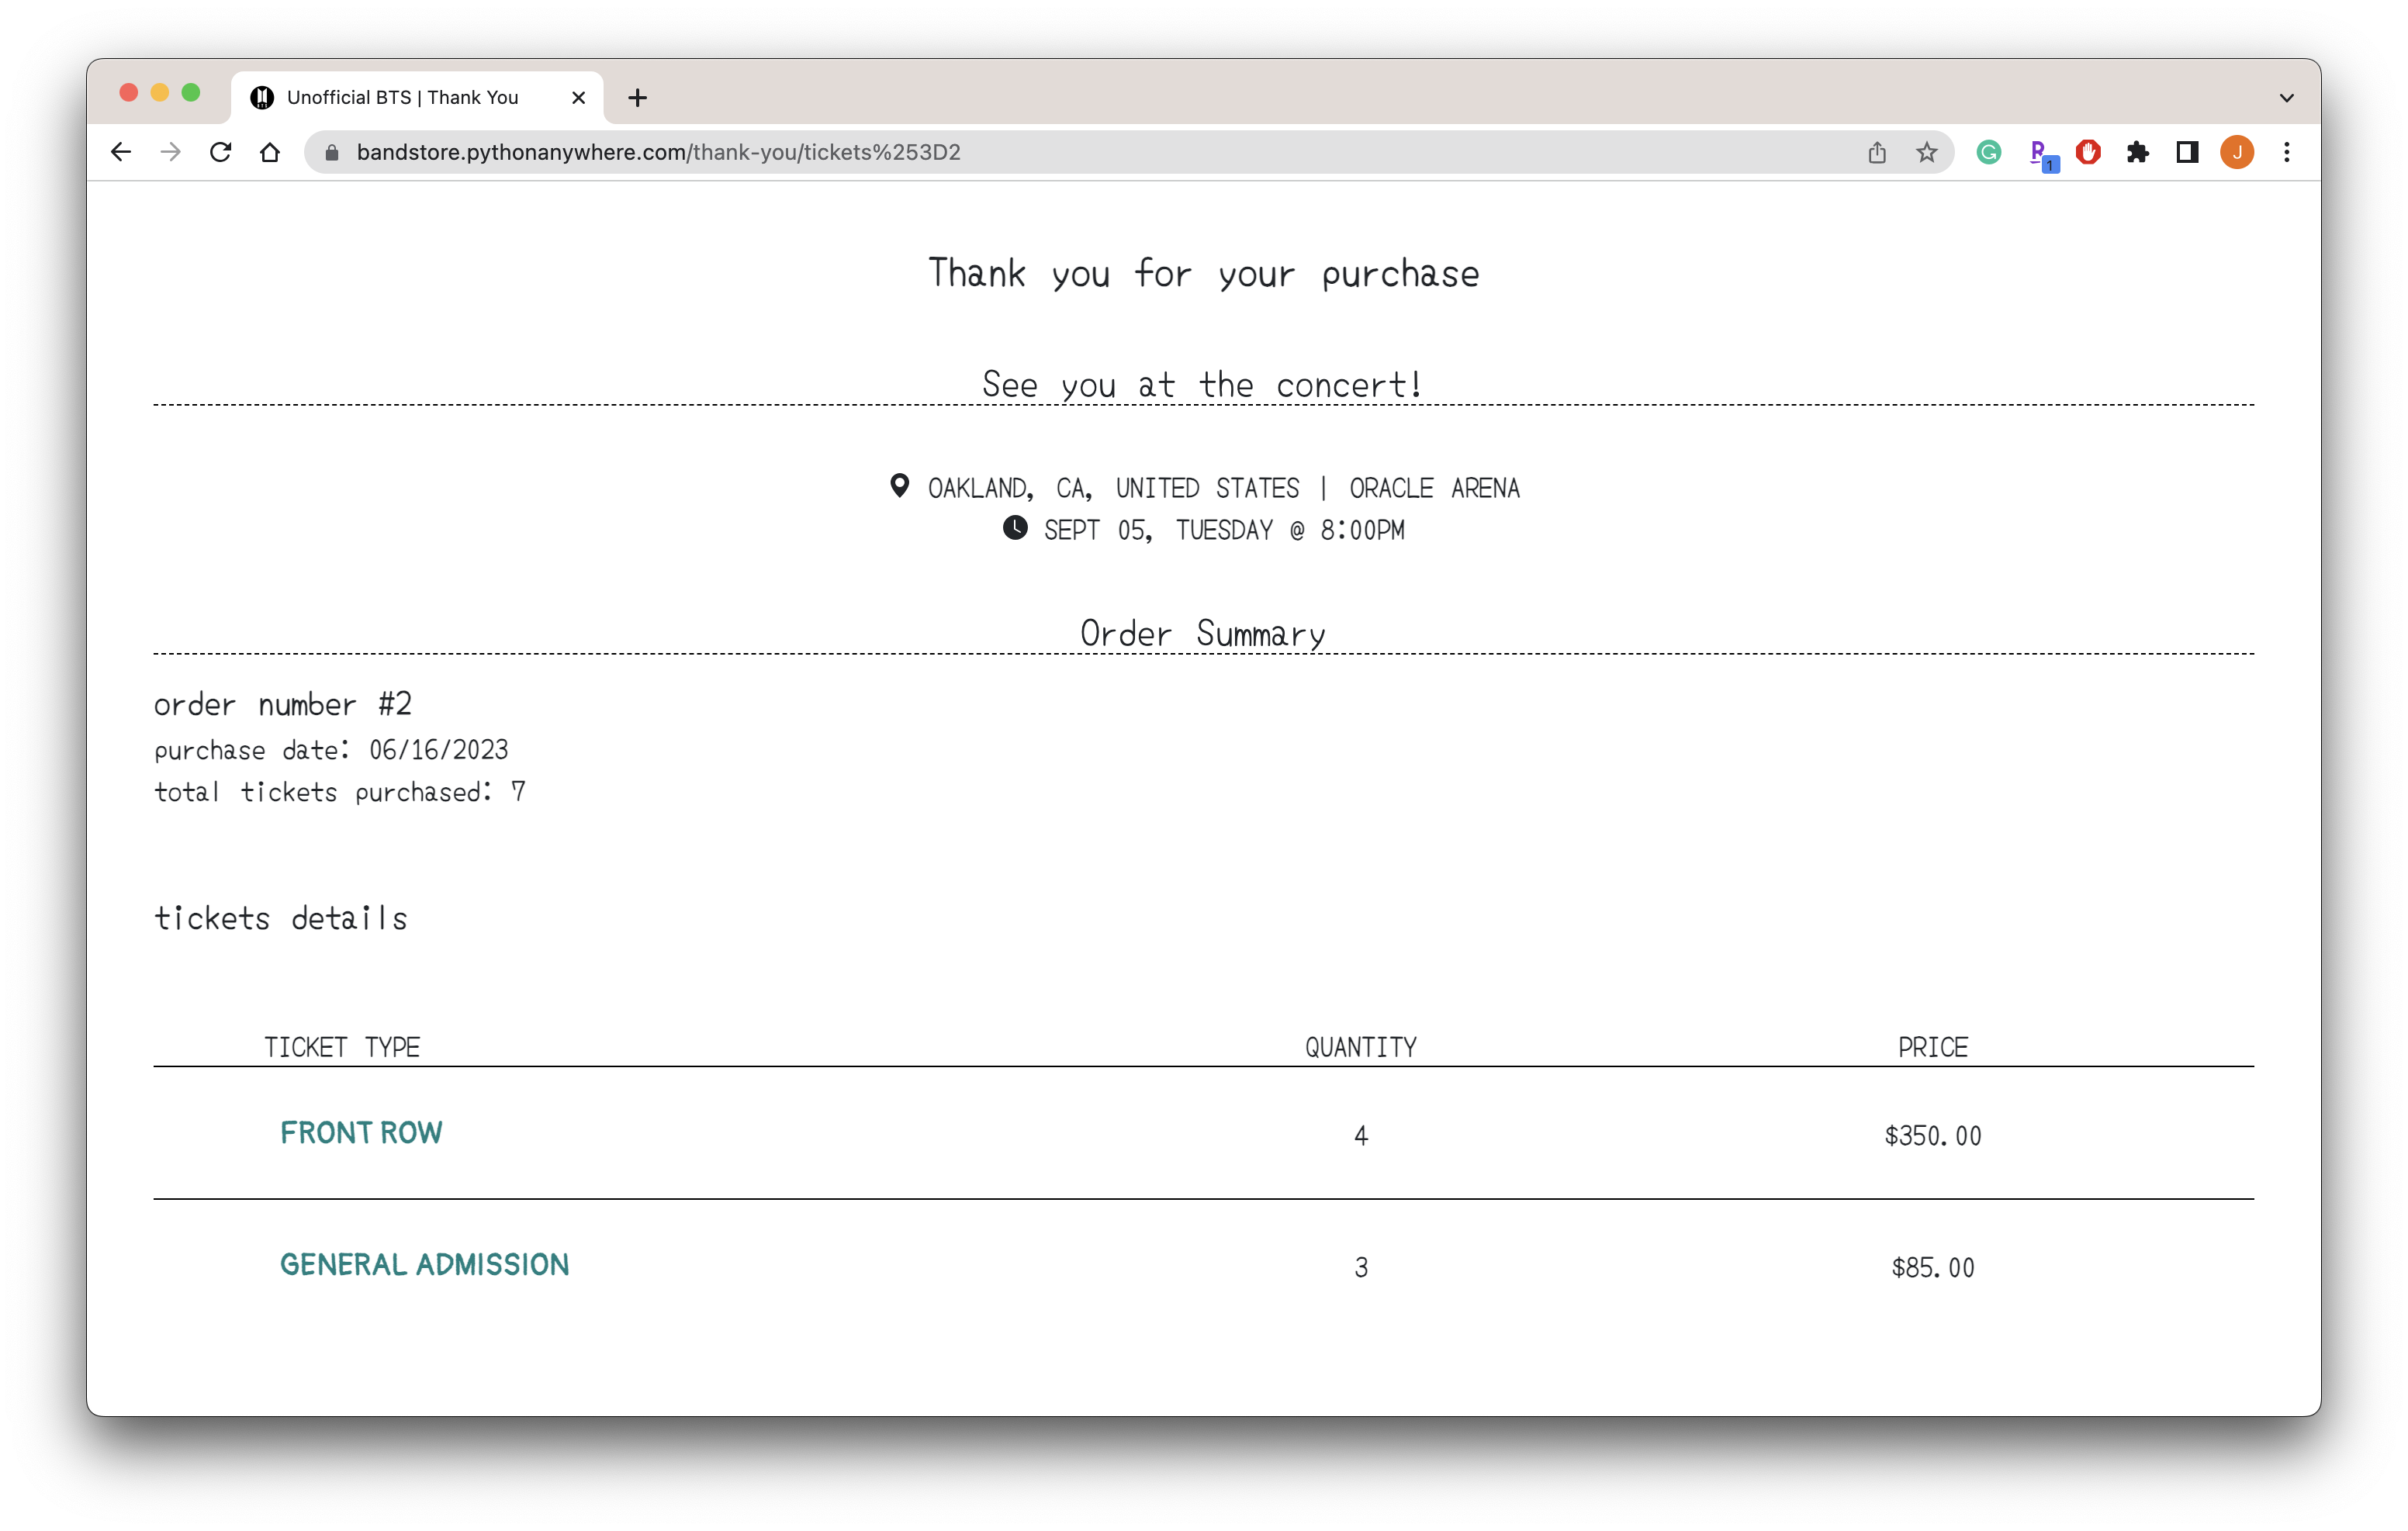 Unofficial BTS | Thank You
bandstore.pythonanywhere.com/thank-you/tickets%253D2
1
J
Thank you for your purchase
See you at the concert!
OAKLAND, CA, UNITED STATES | ORACLE ARENA
SEPT 05, TUESDAY @ 8:00PM
Order Summary
order number #2
purchase date: 06/16/2023
total tickets purchased: 7
tickets details
TICKET TYPE QUANTITY PRICE
FRONT ROW 4 $350.00
GENERAL ADMISSION 3 $85.00